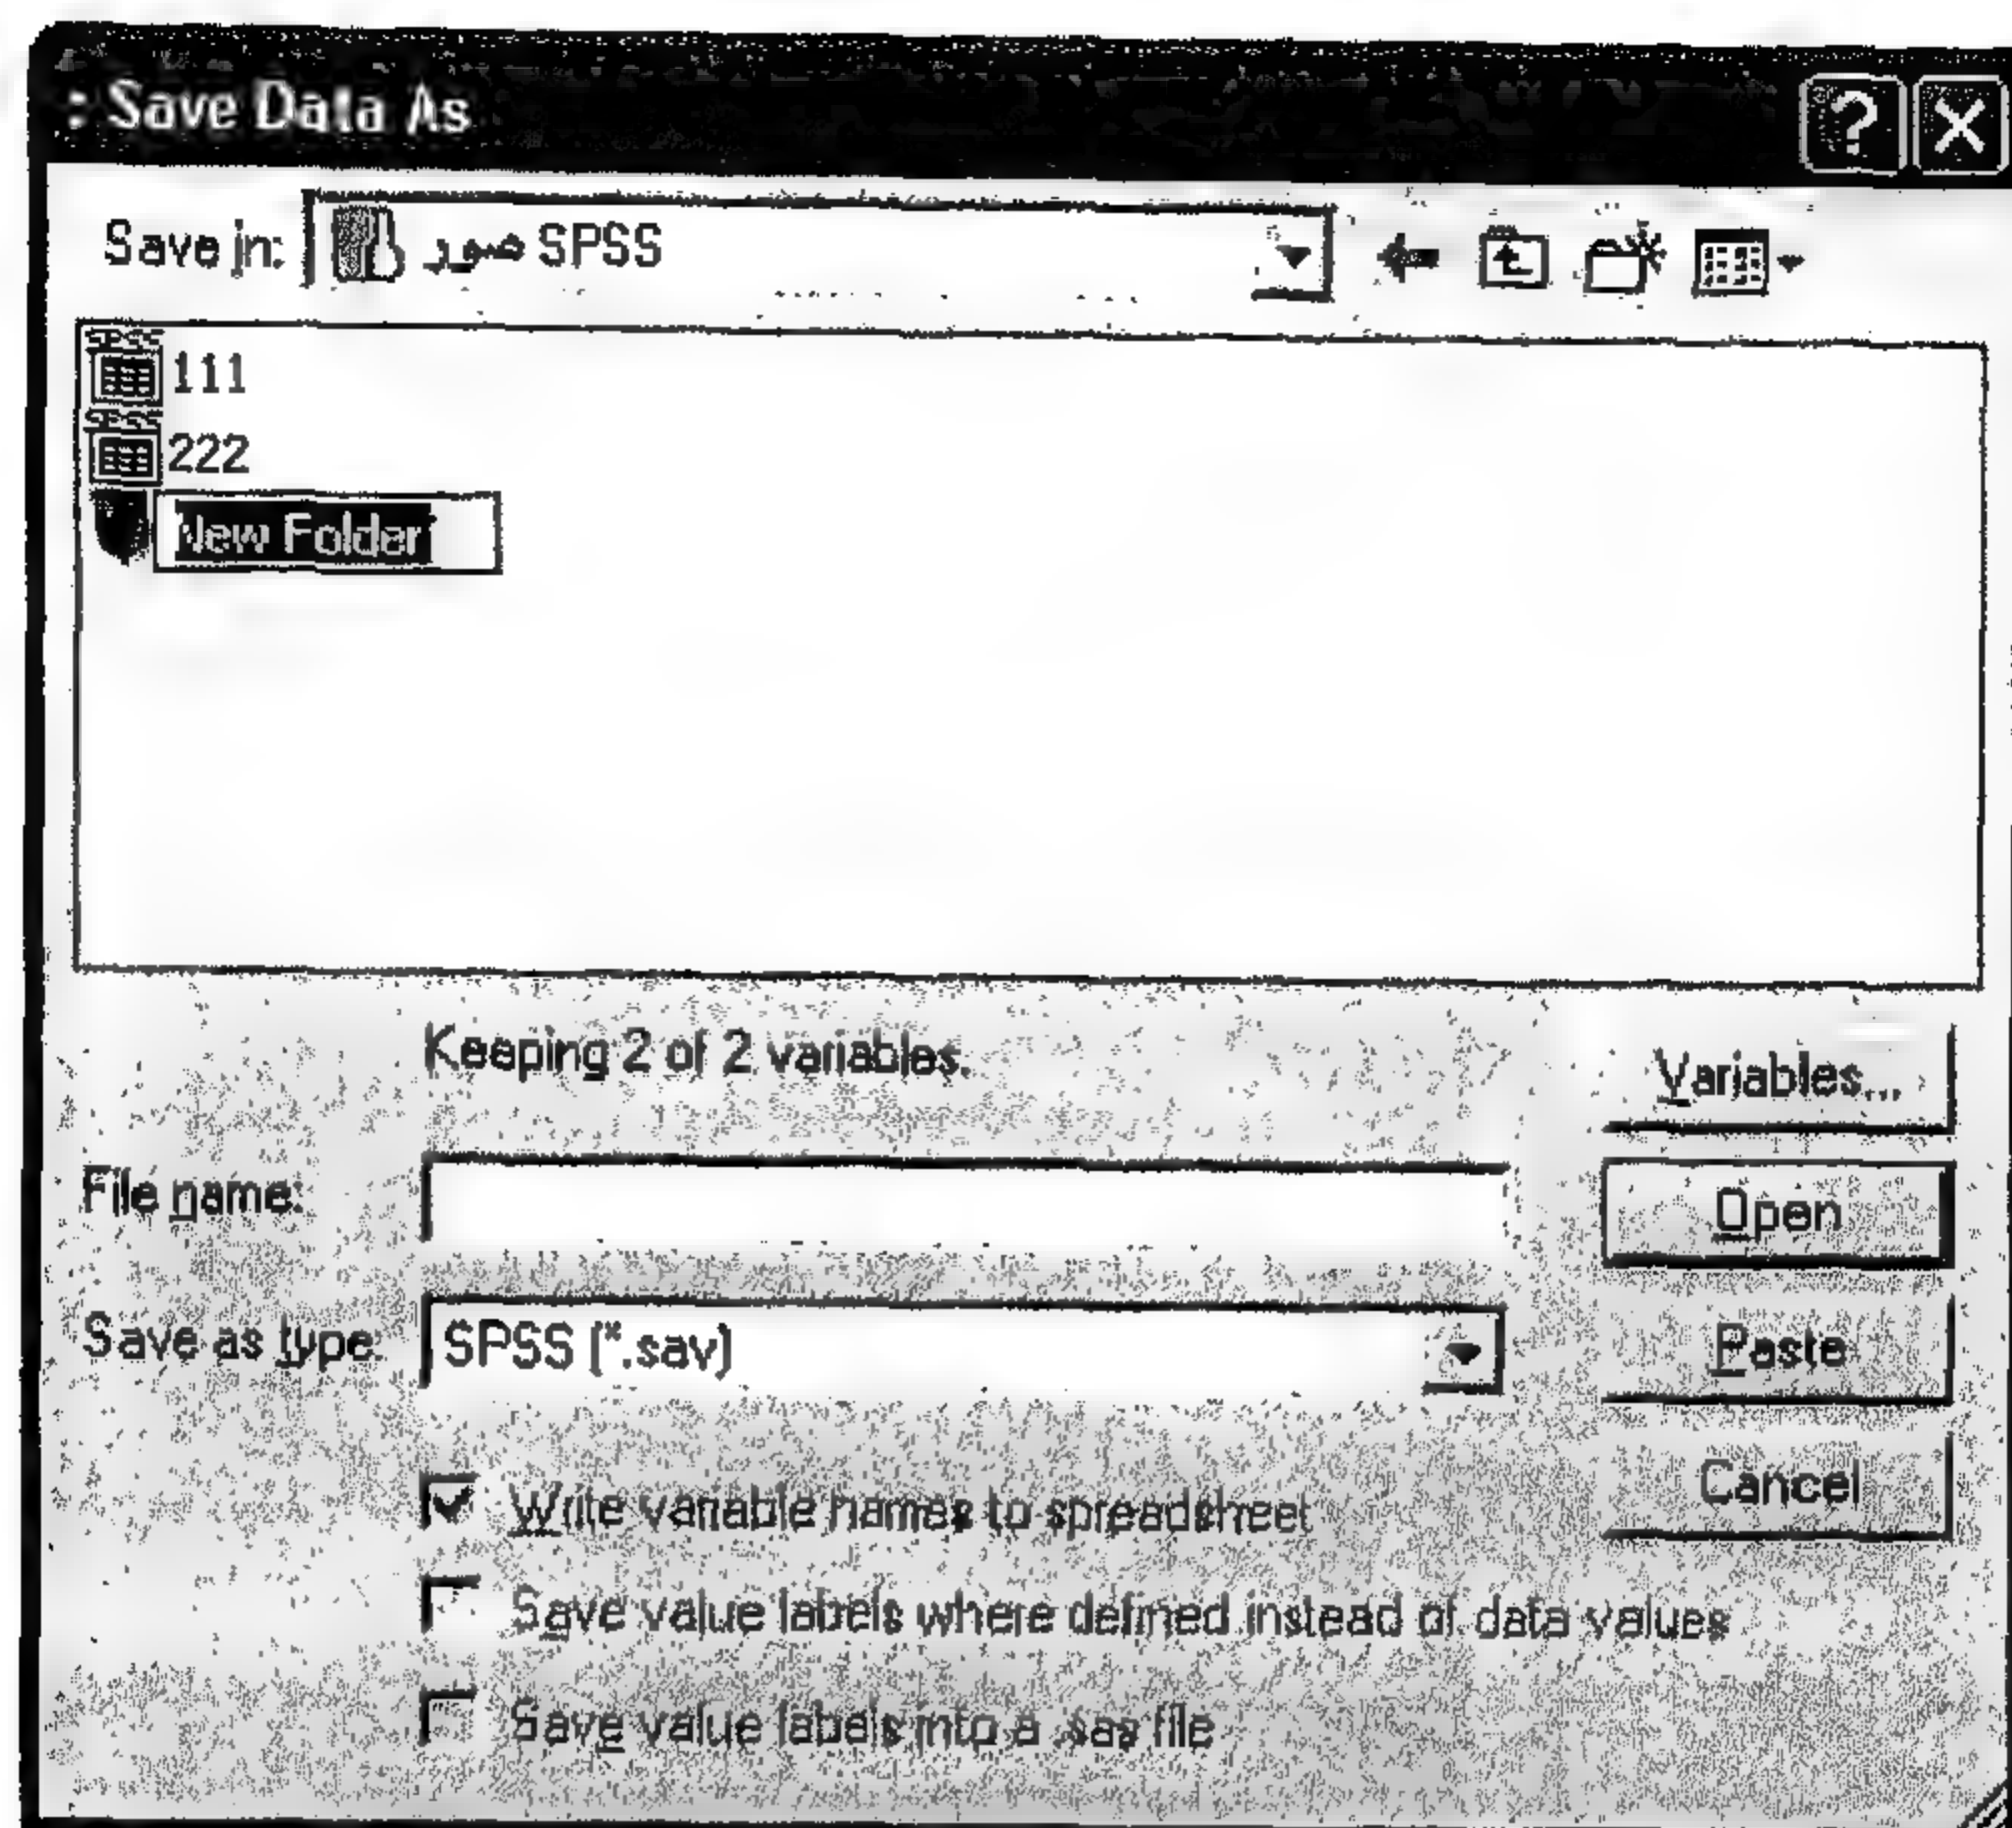 : Save Data As
Save in: صور SPSS
SPSS
111
SPSS
222
New Folder
Keeping 2 of 2 variables.
Variables...
File name:
Open
Save as type: SPSS (*.sav)
Paste
Write variable names to spreadsheet
Cancel
Save value labels where defined instead of data values
Save value labels into a .sas file